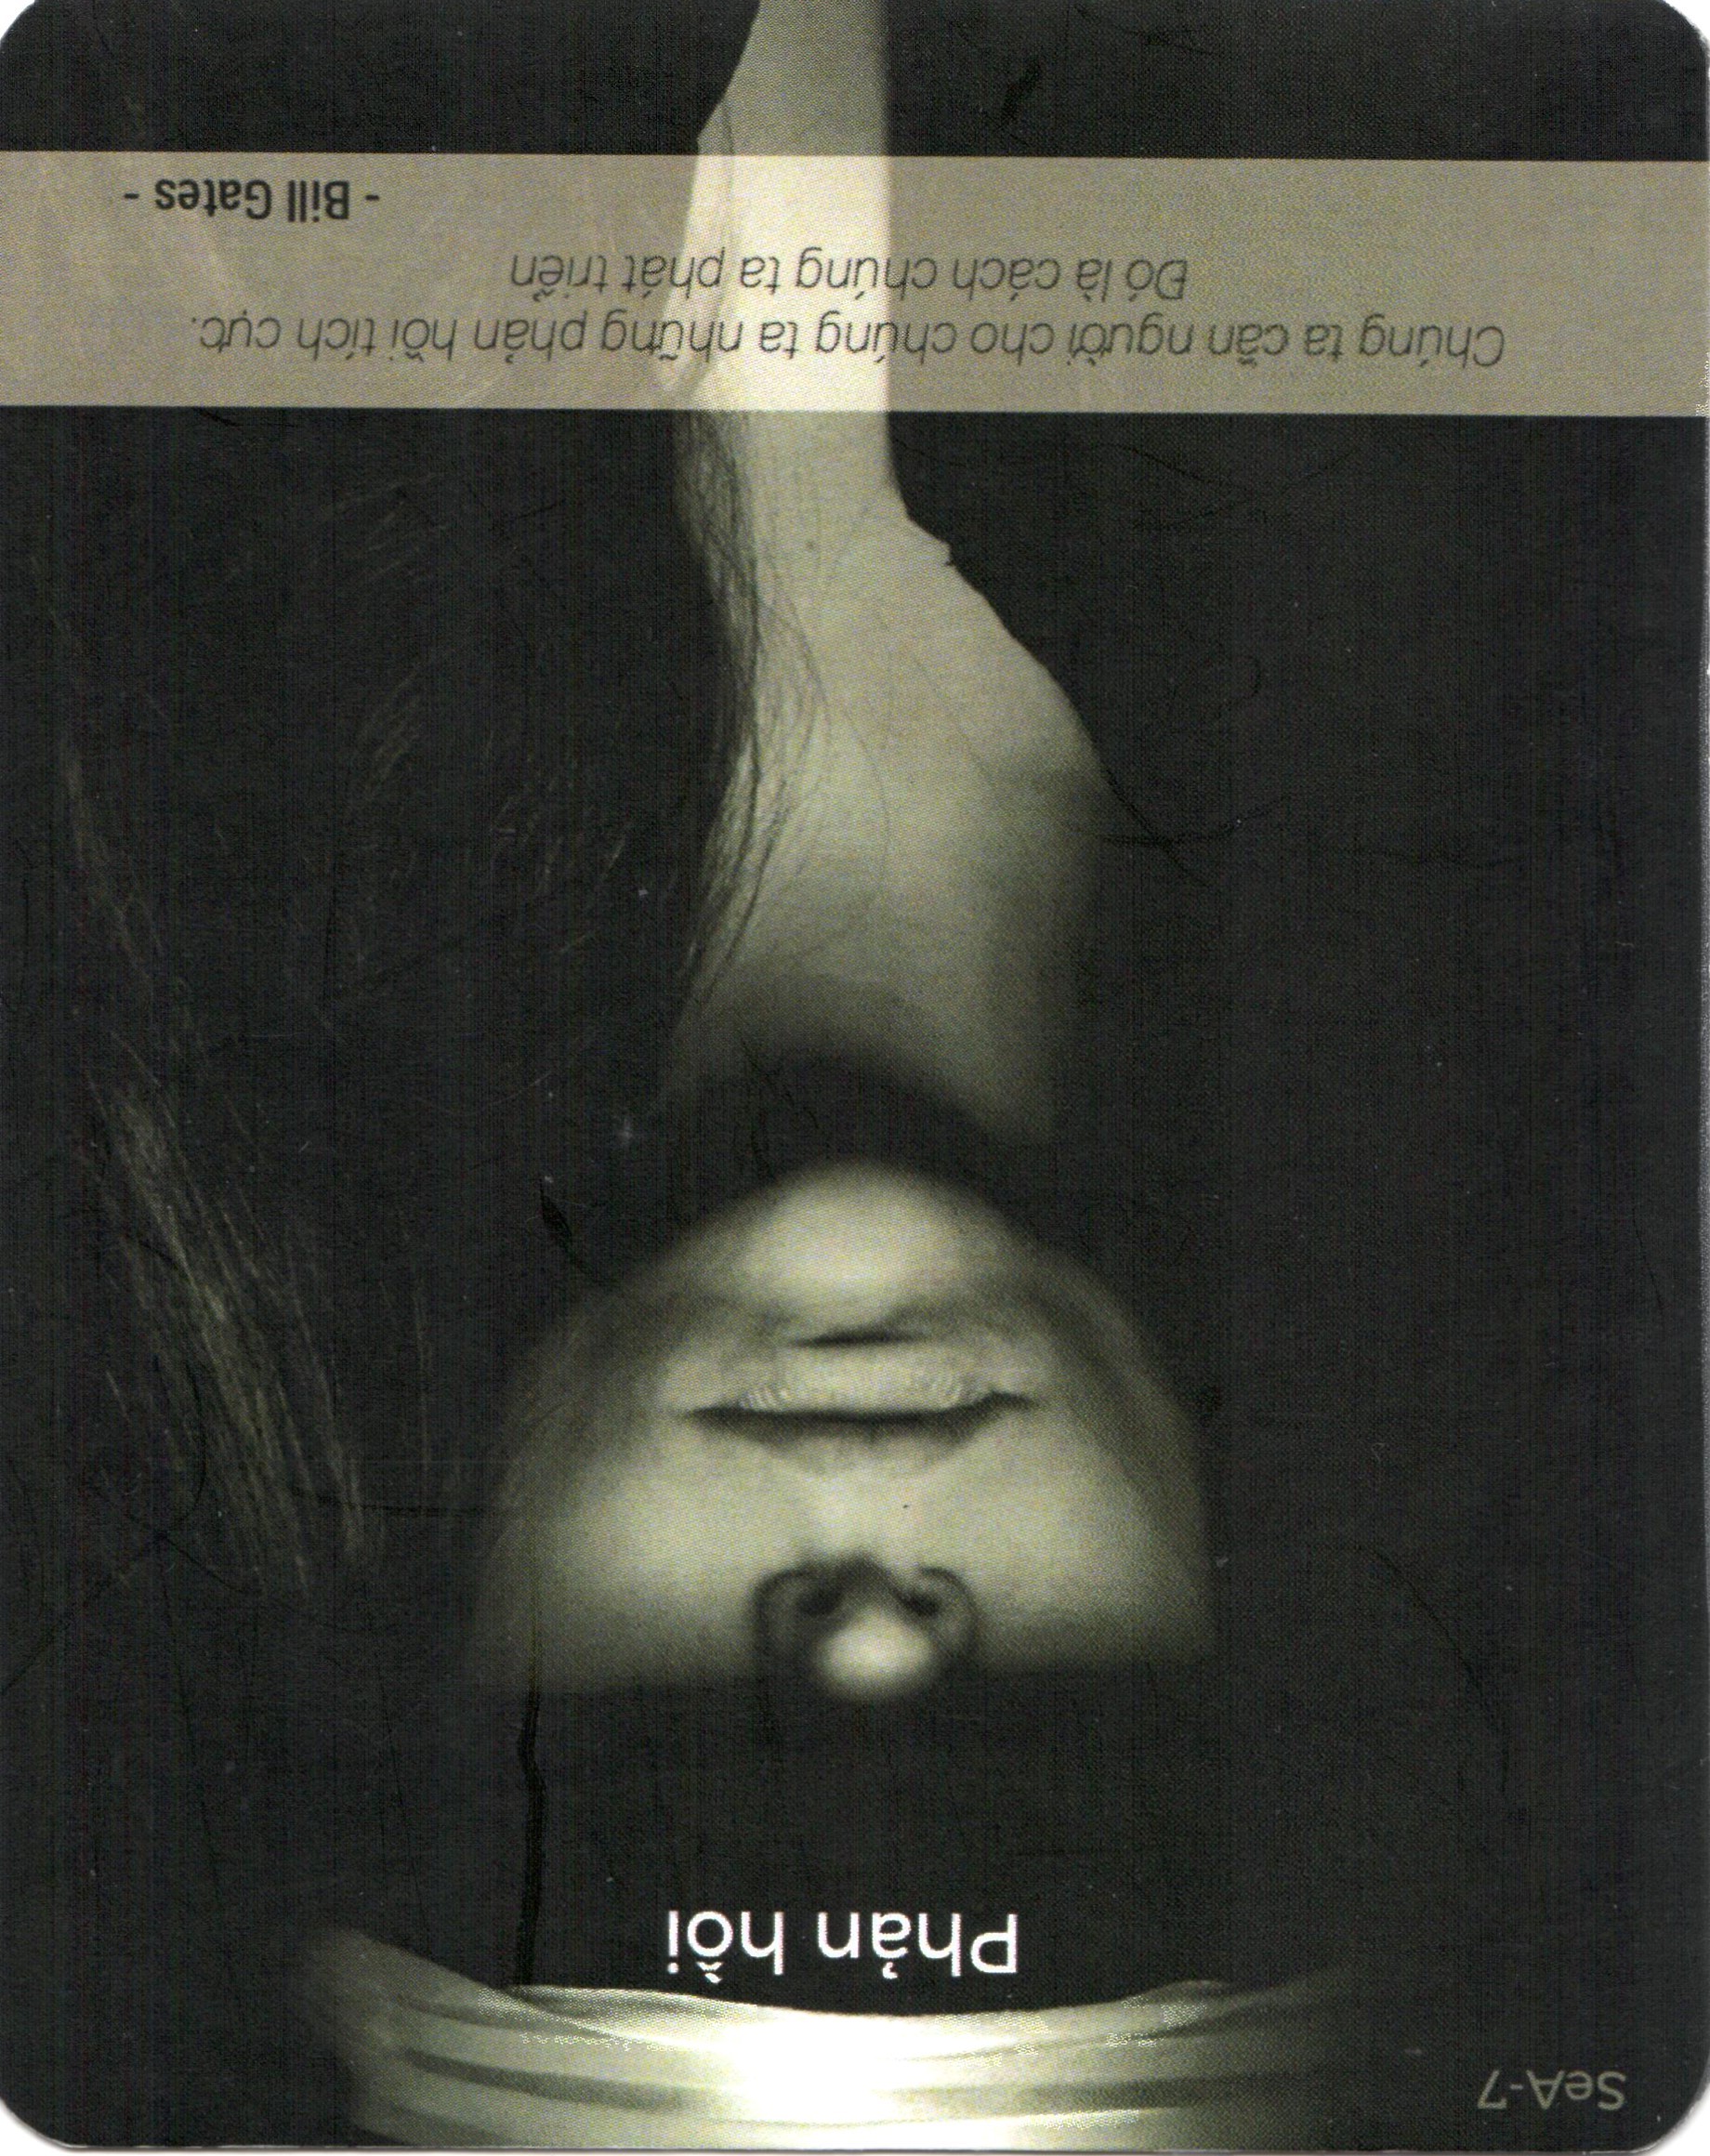 SeA-7
Phản hồi
Chúng ta cần người cho chúng ta những phản hồi tích cực.
Đó là cách chúng ta phát triển
- Bill Gates -